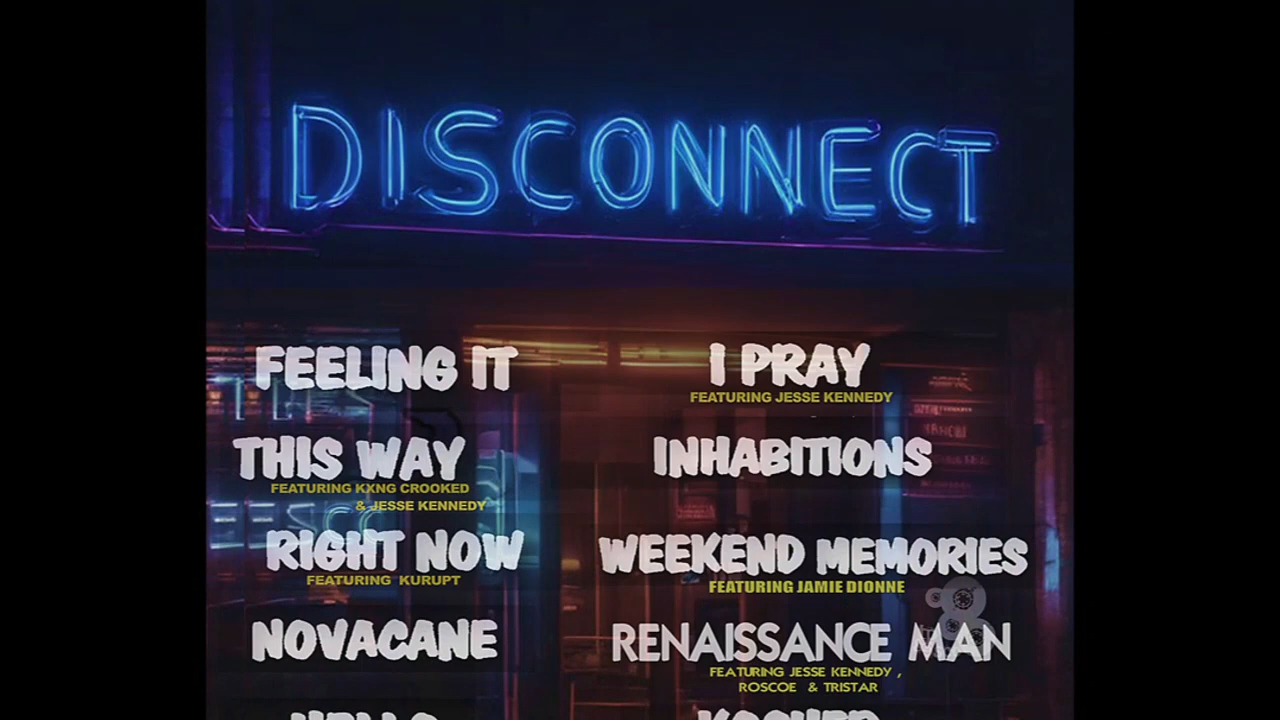 DISCONNECT
FEELING IT
THIS WAY
FEATURING KXNG CROOKED
& JESSE KENNEDY
RIGHT NOW
FEATURING KURUPT
NOVACANE
I PRAY
FEATURING JESSE KENNEDY
INHABITIONS
WEEKEND MEMORIES
FEATURING JAMIE DIONNE
RENAISSANCE MAN
FEATURING JESSE KENNEDY ,
ROSCOE & TRISTAR